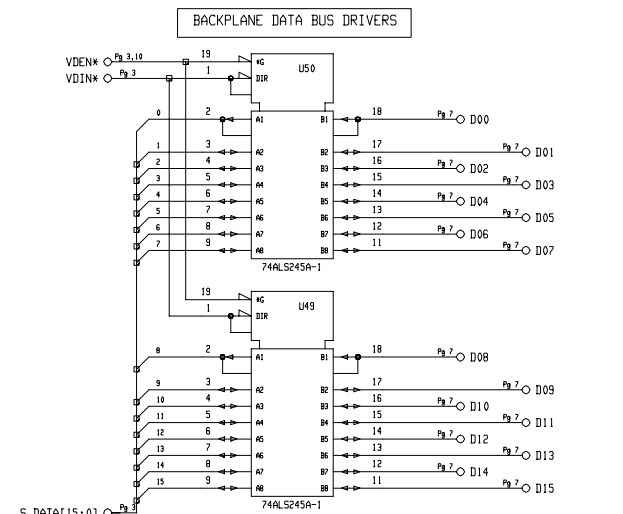 BACKPLANE DATA BUS DRIVERS
VDEN* Pg 3,10 19 *G U50
VDIN* Pg 3 1 DIR
0 2 A1 B1 18 Pg 7 D00
1 3 A2 B2 17 Pg 7 D01
2 4 A3 B3 16 Pg 7 D02
3 5 A4 B4 15 Pg 7 D03
4 6 A5 B5 14 Pg 7 D04
5 7 A6 B6 13 Pg 7 D05
6 8 A7 B7 12 Pg 7 D06
7 9 A8 B8 11 Pg 7 D07
74ALS245A-1
19 *G U49
1 DIR
8 2 A1 B1 18 Pg 7 D08
9 3 A2 B2 17 Pg 7 D09
10 4 A3 B3 16 Pg 7 D10
11 5 A4 B4 15 Pg 7 D11
12 6 A5 B5 14 Pg 7 D12
13 7 A6 B6 13 Pg 7 D13
14 8 A7 B7 12 Pg 7 D14
15 9 A8 B8 11 Pg 7 D15
S_DATA[15:0] Pg 3 74ALS245A-1